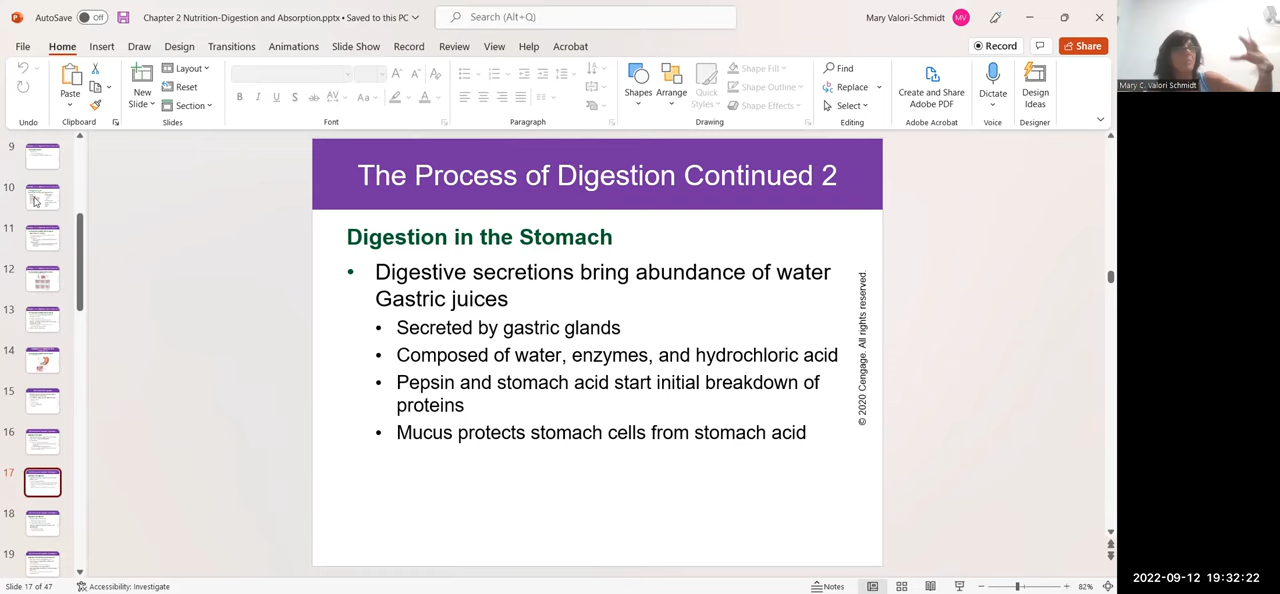 AutoSave Off Chapter 2 Nutrition-Digestion and Absorption.pptx • Saved to this PC Search (Alt+Q) Mary Valori-Schmidt MV
File Home Insert Draw Design Transitions Animations Slide Show Record Review View Help Acrobat Record Share
Paste New Slide Layout Reset Section
B I U S ab AV Aa A
Shapes Arrange Quick Styles Shape Fill Shape Outline Shape Effects
Find Replace Select
Create and Share Adobe PDF
Dictate
Design Ideas
Undo Clipboard Slides Font Paragraph Drawing Editing Adobe Acrobat Voice Designer
Mary C. Valori Schmidt
9
10
11
12
13
14
15
16
17
18
19
The Process of Digestion Continued 2
Digestion in the Stomach
• Digestive secretions bring abundance of water
Gastric juices
• Secreted by gastric glands
• Composed of water, enzymes, and hydrochloric acid
• Pepsin and stomach acid start initial breakdown of
proteins
• Mucus protects stomach cells from stomach acid
© 2020 Cengage. All rights reserved.
Slide 17 of 47 Accessibility: Investigate Notes 82%
2022-09-12 19:32:22